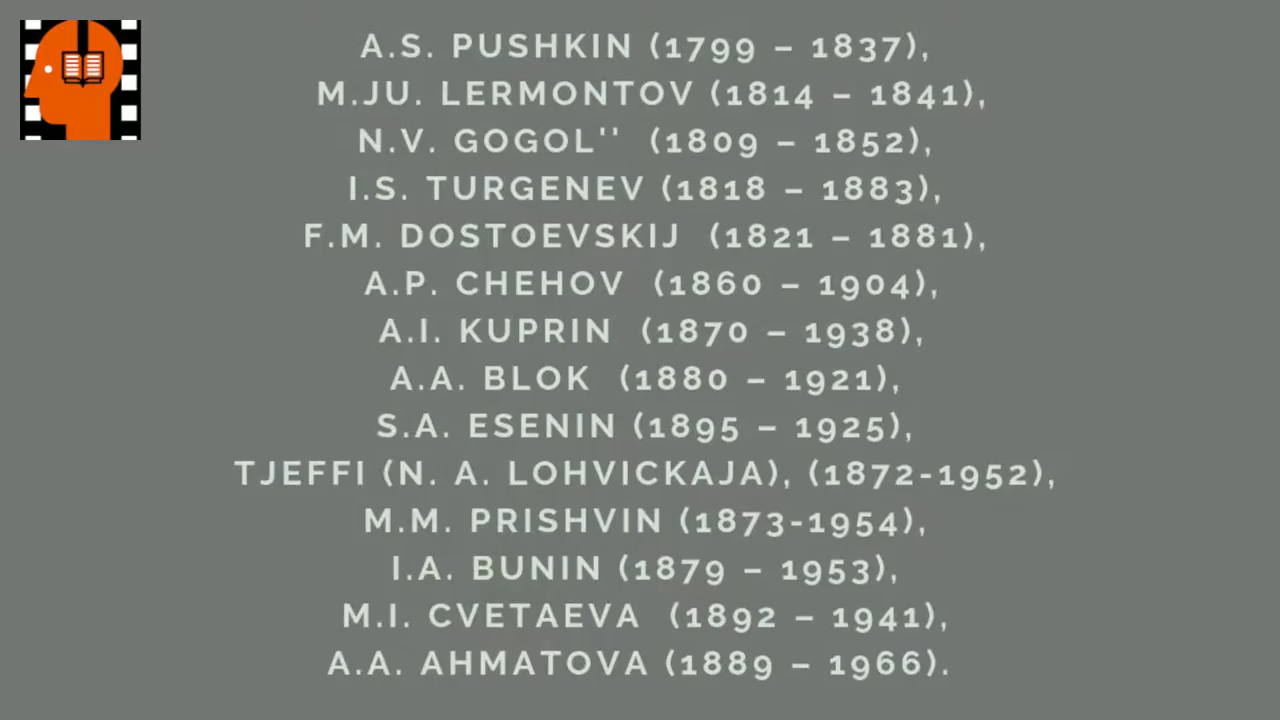 A.S. PUSHKIN (1799 – 1837),
M.JU. LERMONTOV (1814 – 1841),
N.V. GOGOL'' (1809 – 1852),
I.S. TURGENEV (1818 – 1883),
F.M. DOSTOEVSKIJ (1821 – 1881),
A.P. CHEHOV (1860 – 1904),
A.I. KUPRIN (1870 – 1938),
A.A. BLOK (1880 – 1921),
S.A. ESENIN (1895 – 1925),
TJEFFI (N. A. LOHVICKAJA), (1872-1952),
M.M. PRISHVIN (1873-1954),
I.A. BUNIN (1879 – 1953),
M.I. CVETAEVA (1892 – 1941),
A.A. AHMATOVA (1889 – 1966).